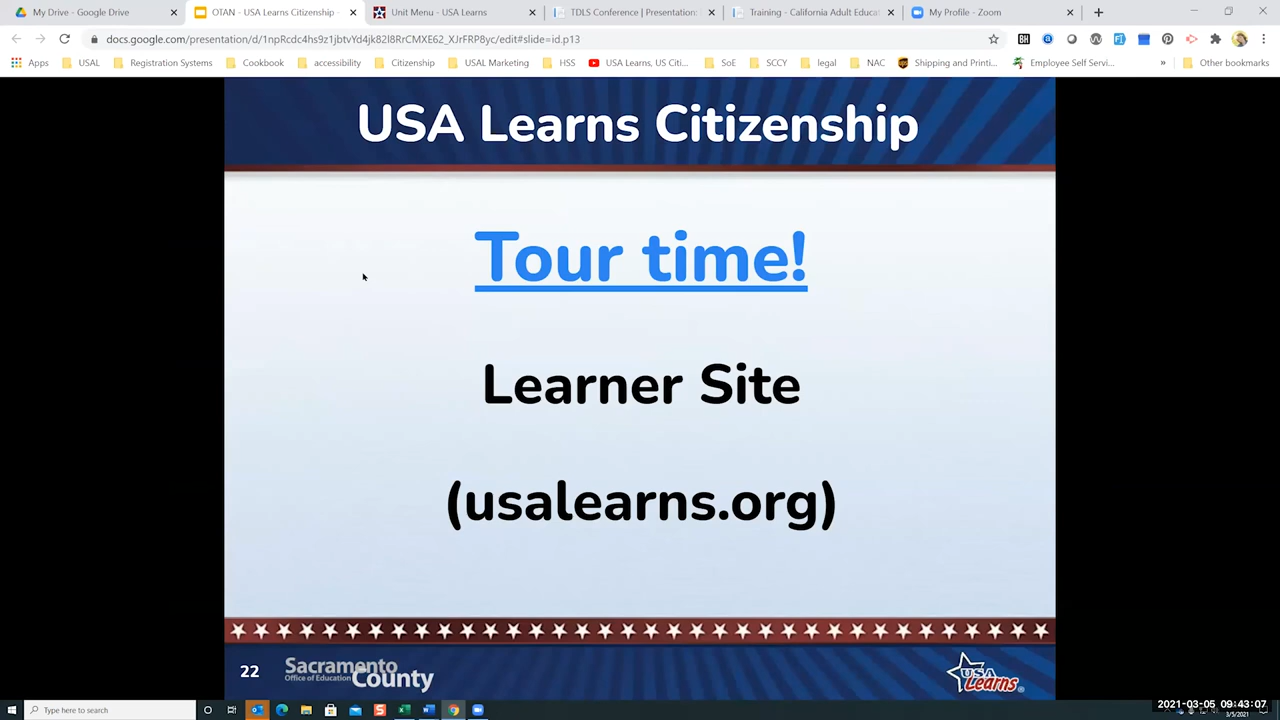 My Drive - Google Drive
OTAN - USA Learns Citizenship -
Unit Menu - USA Learns
TDLS Conference | Presentation:
Training - California Adult Educat
My Profile - Zoom
docs.google.com/presentation/d/1npRcdc4hs9z1jbtvYd4jk82l8RrCMXE62_XJrFRP8yc/edit#slide=id.p13
Apps
USAL
Registration Systems
Cookbook
accessibility
Citizenship
USAL Marketing
HSS
USA Learns, US Citi...
SoE
SCCY
legal
NAC
Shipping and Printi...
Employee Self Servi...
»
Other bookmarks
USA Learns Citizenship
Tour time!
Learner Site
(usalearns.org)
22
Sacramento
Office of Education
County
USA
Learns
Type here to search
2021-03-05 09:43:07
3/5/2021